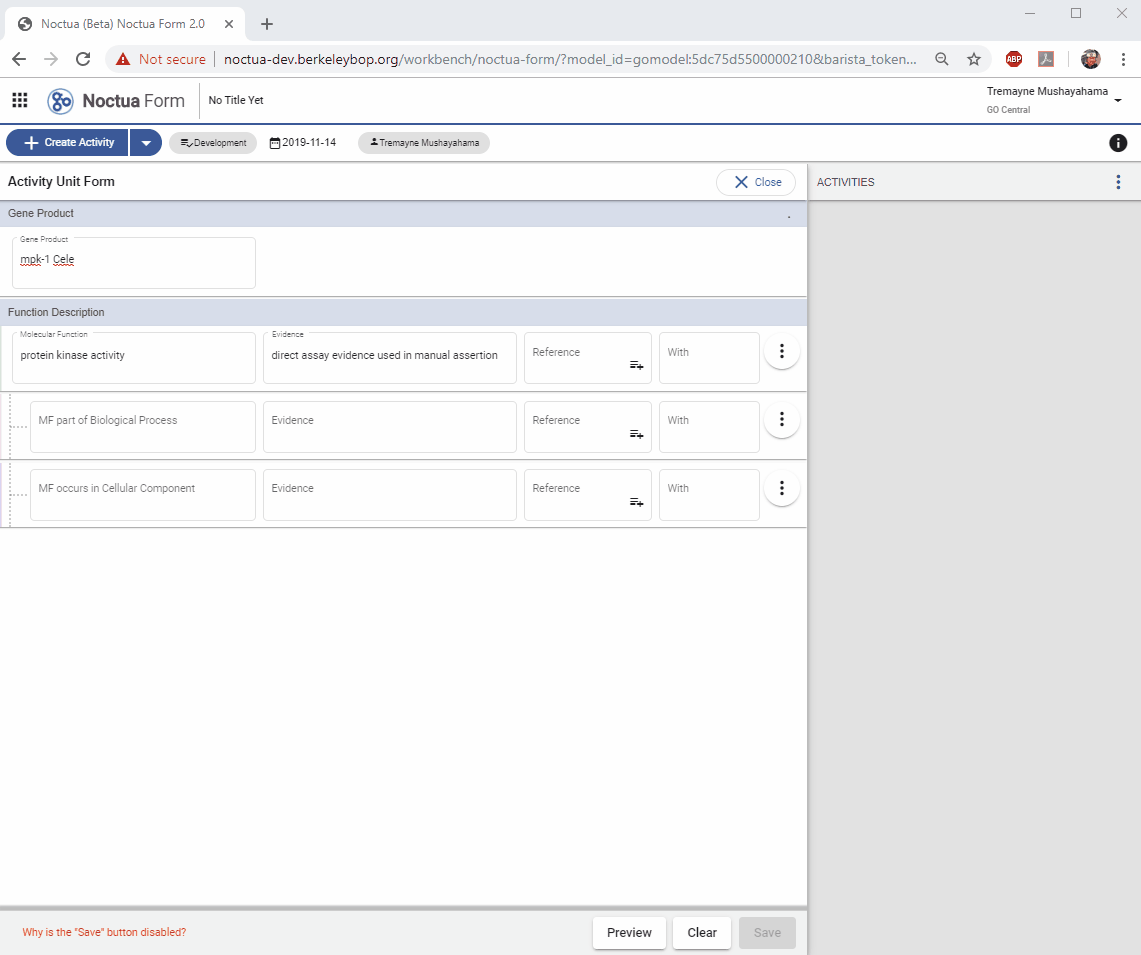 Noctua (Beta) Noctua Form 2.0
Not secure noctua-dev.berkeleybop.org/workbench/noctua-form/?model_id=gomodel:5dc75d5500000210&barista_token... ABP
Noctua Form No Title Yet Tremayne Mushayahama
GO Central
Create Activity Development 2019-11-14 Tremayne Mushayahama
Activity Unit Form Close ACTIVITIES
Gene Product .
Gene Product
mpk-1 Cele
Function Description
Molecular Function Evidence
protein kinase activity direct assay evidence used in manual assertion Reference With
MF part of Biological Process Evidence Reference With
MF occurs in Cellular Component Evidence Reference With
Why is the "Save" button disabled? Preview Clear Save